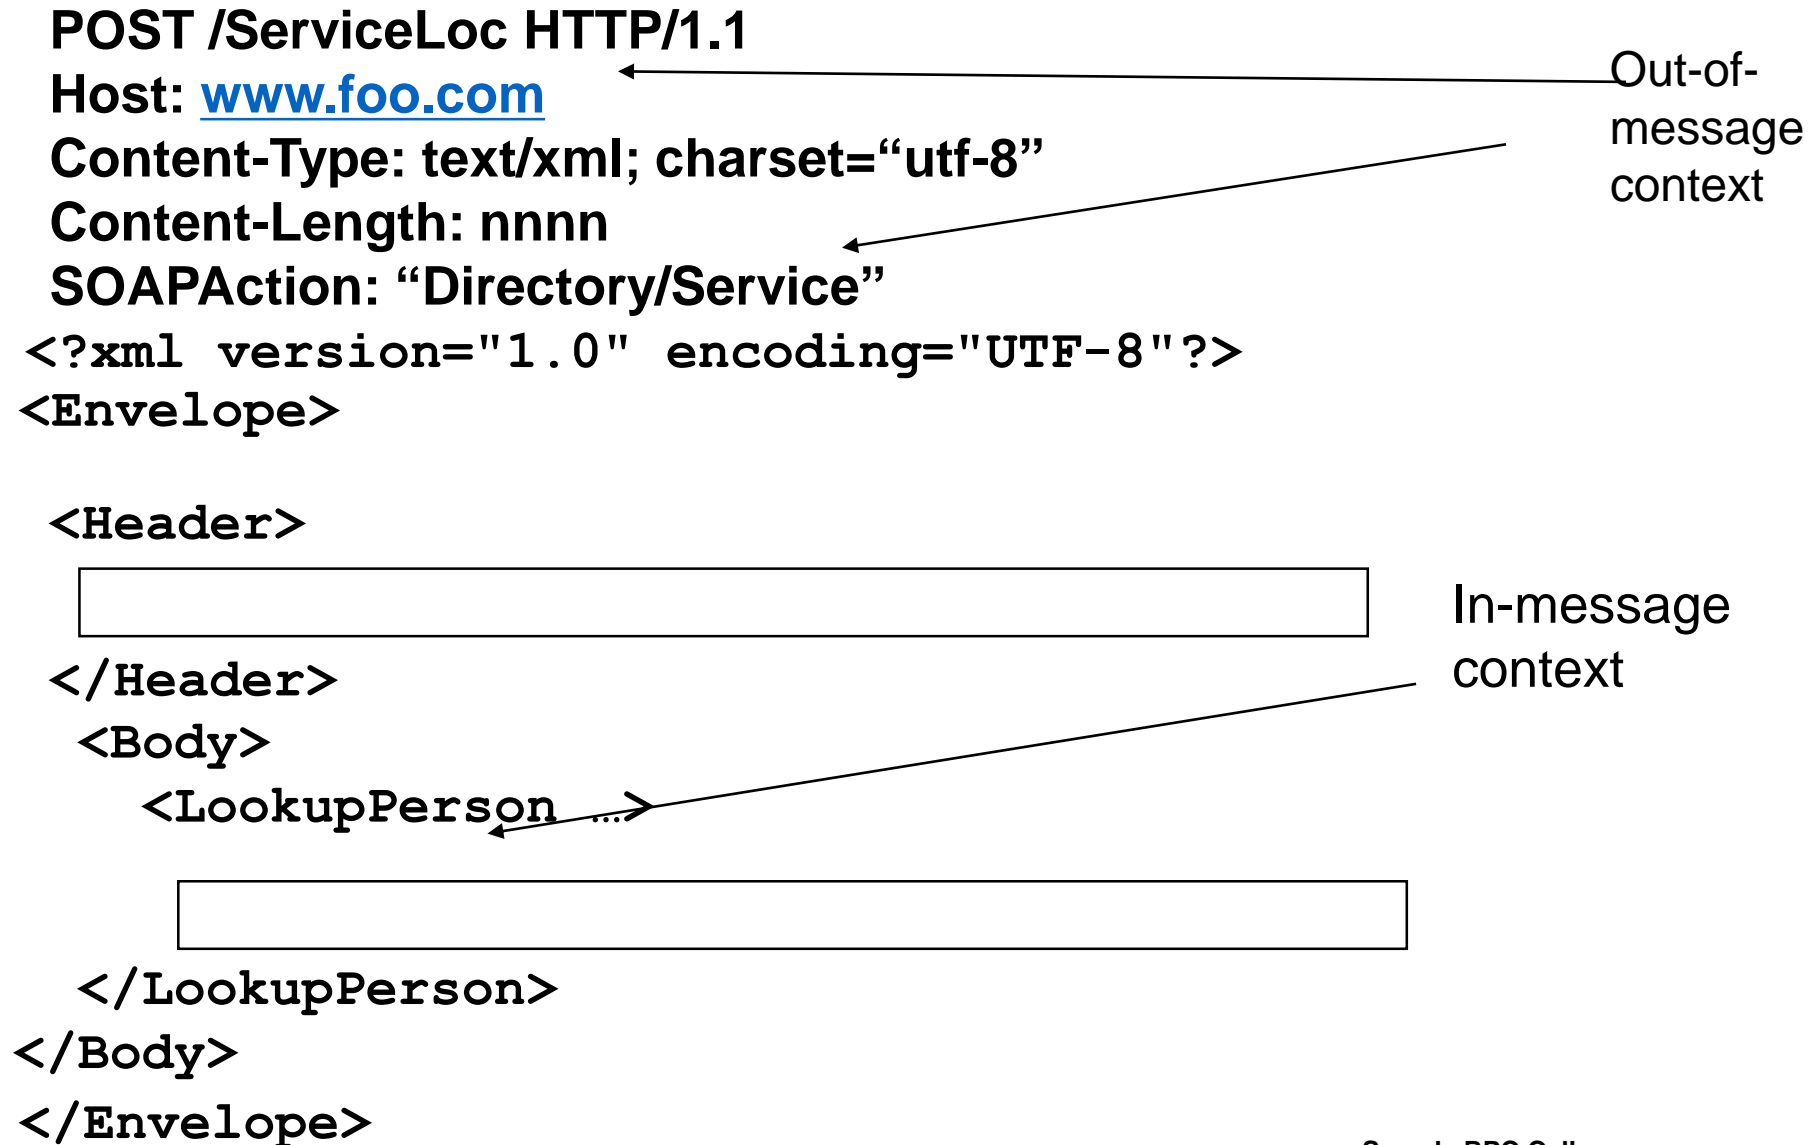 POST /ServiceLoc HTTP/1.1
Host: www.foo.com
Content-Type: text/xml; charset=“utf-8”
Content-Length: nnnn
SOAPAction: “Directory/Service”
<?xml version="1.0" encoding="UTF-8"?>
<Envelope>
<Header>
</Header>
<Body>
<LookupPerson …>
</LookupPerson>
</Body>
</Envelope>
Out-of-
message
context
In-message
context